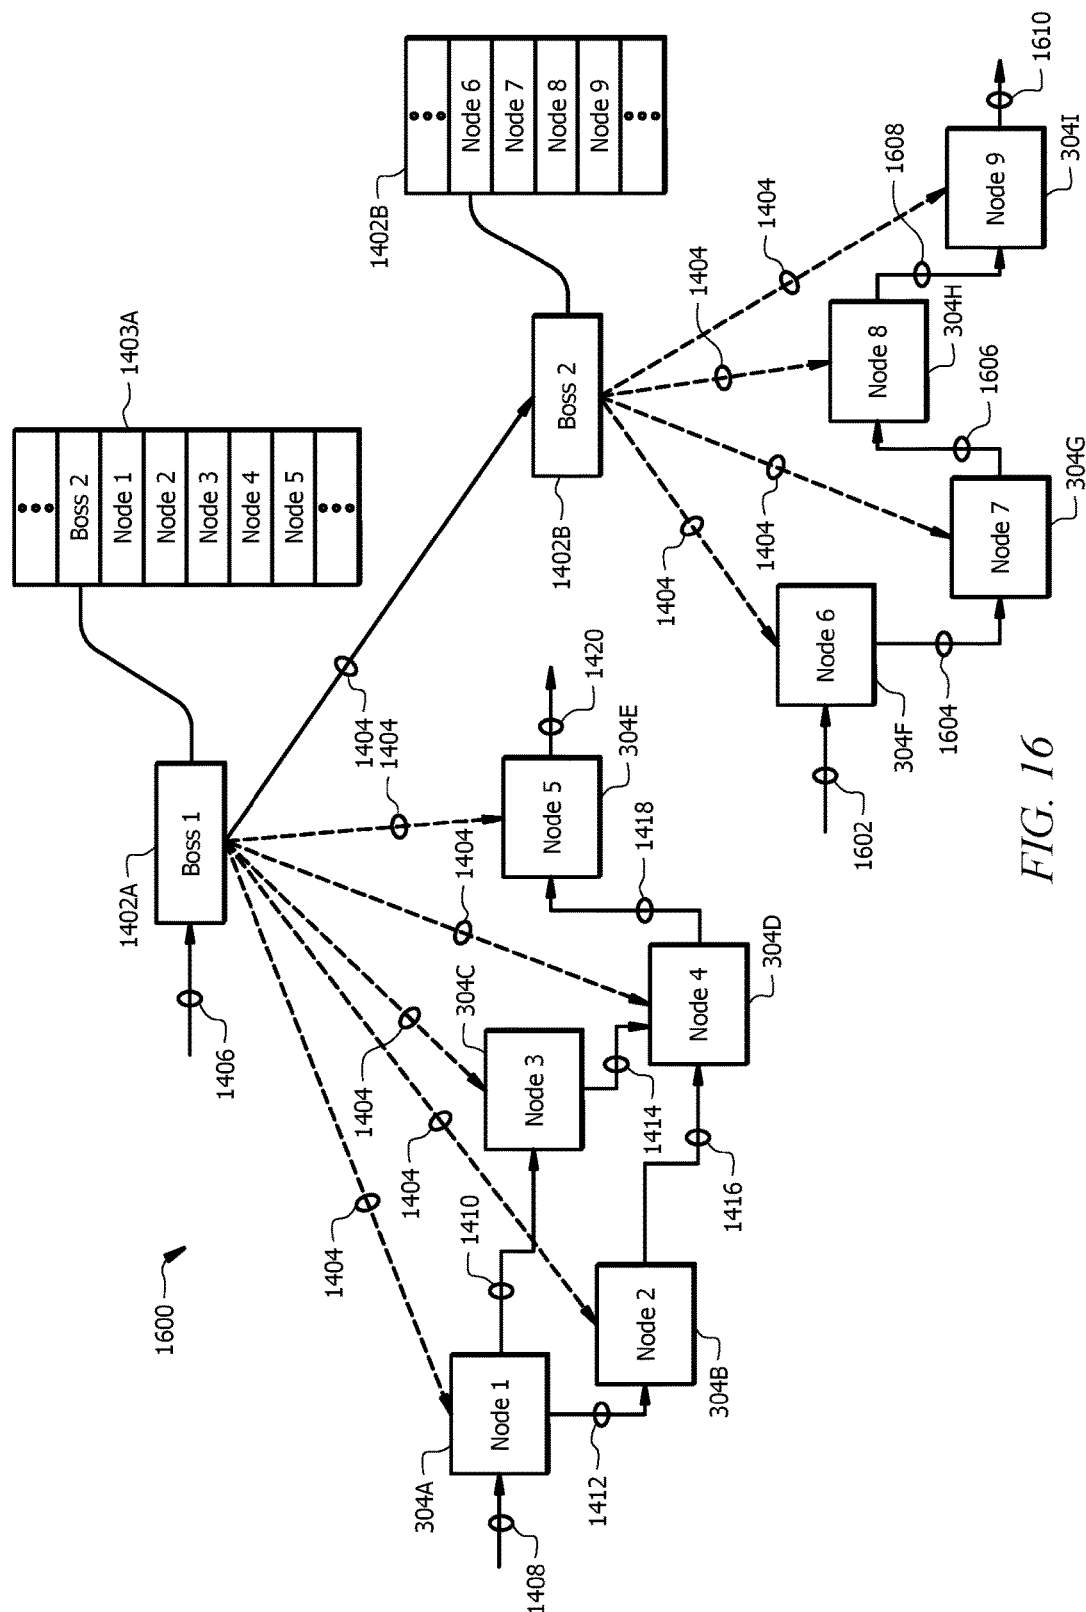 1600
1406
1402A
Boss 1
1403A
•••
Boss 2
Node 1
Node 2
Node 3
Node 4
Node 5
•••
1402B
•••
Node 6
Node 7
Node 8
Node 9
•••
1404
1404
1404
1404
1404
1404
1402B
Boss 2
1404
1404
1404
1404
1408
304A
Node 1
1410
1412
304B
Node 2
304C
Node 3
1414
1416
Node 4
304D
1418
Node 5
304E
1420
1602
Node 6
304F
1604
Node 7
304G
1606
Node 8
304H
1608
Node 9
304I
1610
FIG. 16